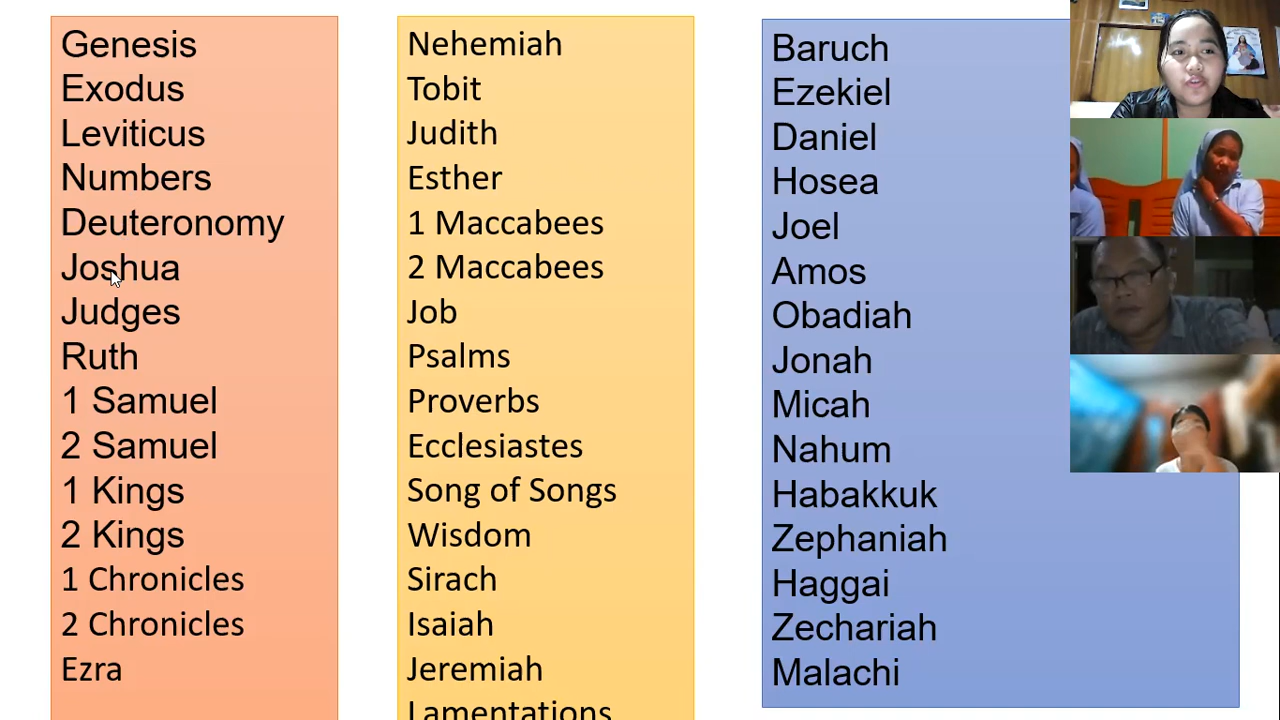 Genesis
Exodus
Leviticus
Numbers
Deuteronomy
Joshua
Judges
Ruth
1 Samuel
2 Samuel
1 Kings
2 Kings
1 Chronicles
2 Chronicles
Ezra
Nehemiah
Tobit
Judith
Esther
1 Maccabees
2 Maccabees
Job
Psalms
Proverbs
Ecclesiastes
Song of Songs
Wisdom
Sirach
Isaiah
Jeremiah
Lamentations
Baruch
Ezekiel
Daniel
Hosea
Joel
Amos
Obadiah
Jonah
Micah
Nahum
Habakkuk
Zephaniah
Haggai
Zechariah
Malachi